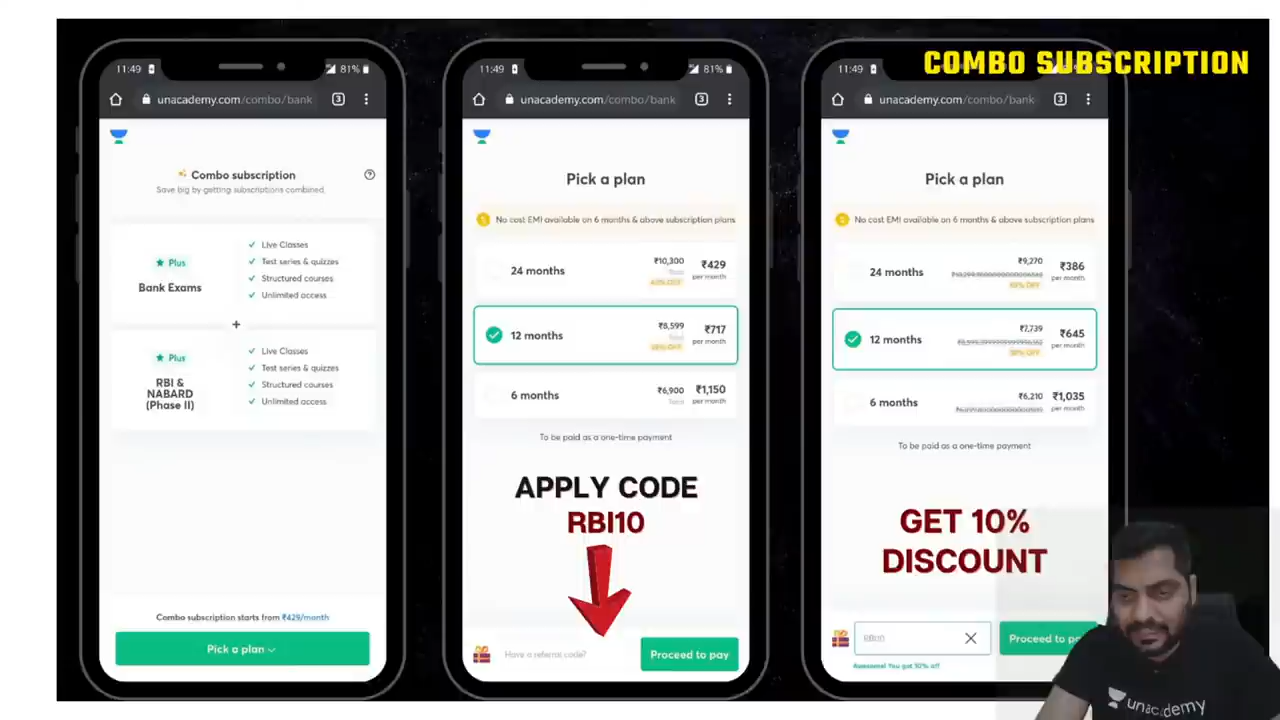 COMBO SUBSCRIPTION
11:49
81%
unacademy.com/combo/bank
3
Combo subscription
Save big by getting subscriptions combined.
Plus
Bank Exams
Live Classes
Test series & quizzes
Structured courses
Unlimited access
+
Plus
RBI &
NABARD
(Phase II)
Live Classes
Test series & quizzes
Structured courses
Unlimited access
Combo subscription starts from ₹429/month
Pick a plan
11:49
81%
unacademy.com/combo/bank
3
Pick a plan
No cost EMI available on 6 months & above subscription plans
24 months
₹10,300
₹429
per month
12 months
₹8,599
₹717
per month
6 months
₹6,900
₹1,150
per month
To be paid as a one-time payment
APPLY CODE
RBI10
Have a referral code?
Proceed to pay
11:49
unacademy.com/combo/bank
3
Pick a plan
No cost EMI available on 6 months & above subscription plans
24 months
₹9,270
₹386
per month
12 months
₹7,739
₹645
per month
6 months
₹6,210
₹1,035
per month
To be paid as a one-time payment
GET 10%
DISCOUNT
RBI10
Proceed to
Awesome! You got 10% off
unacademy